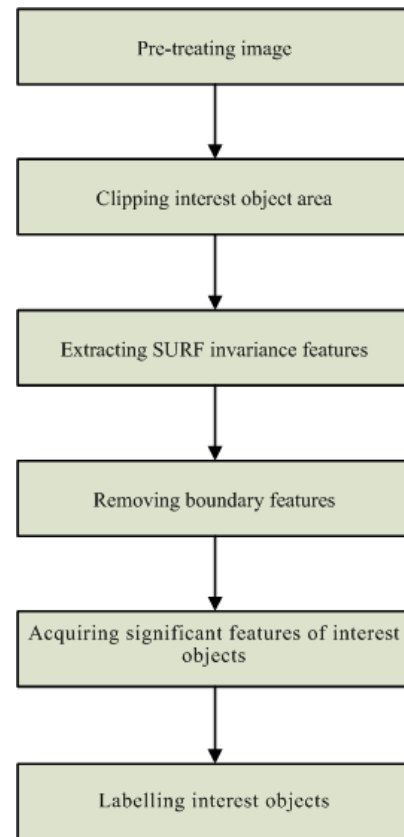 Pre-treating image
Clipping interest object area
Extracting SURF invariance features
Removing boundary features
Acquiring significant features of interest
objects
Labelling interest objects